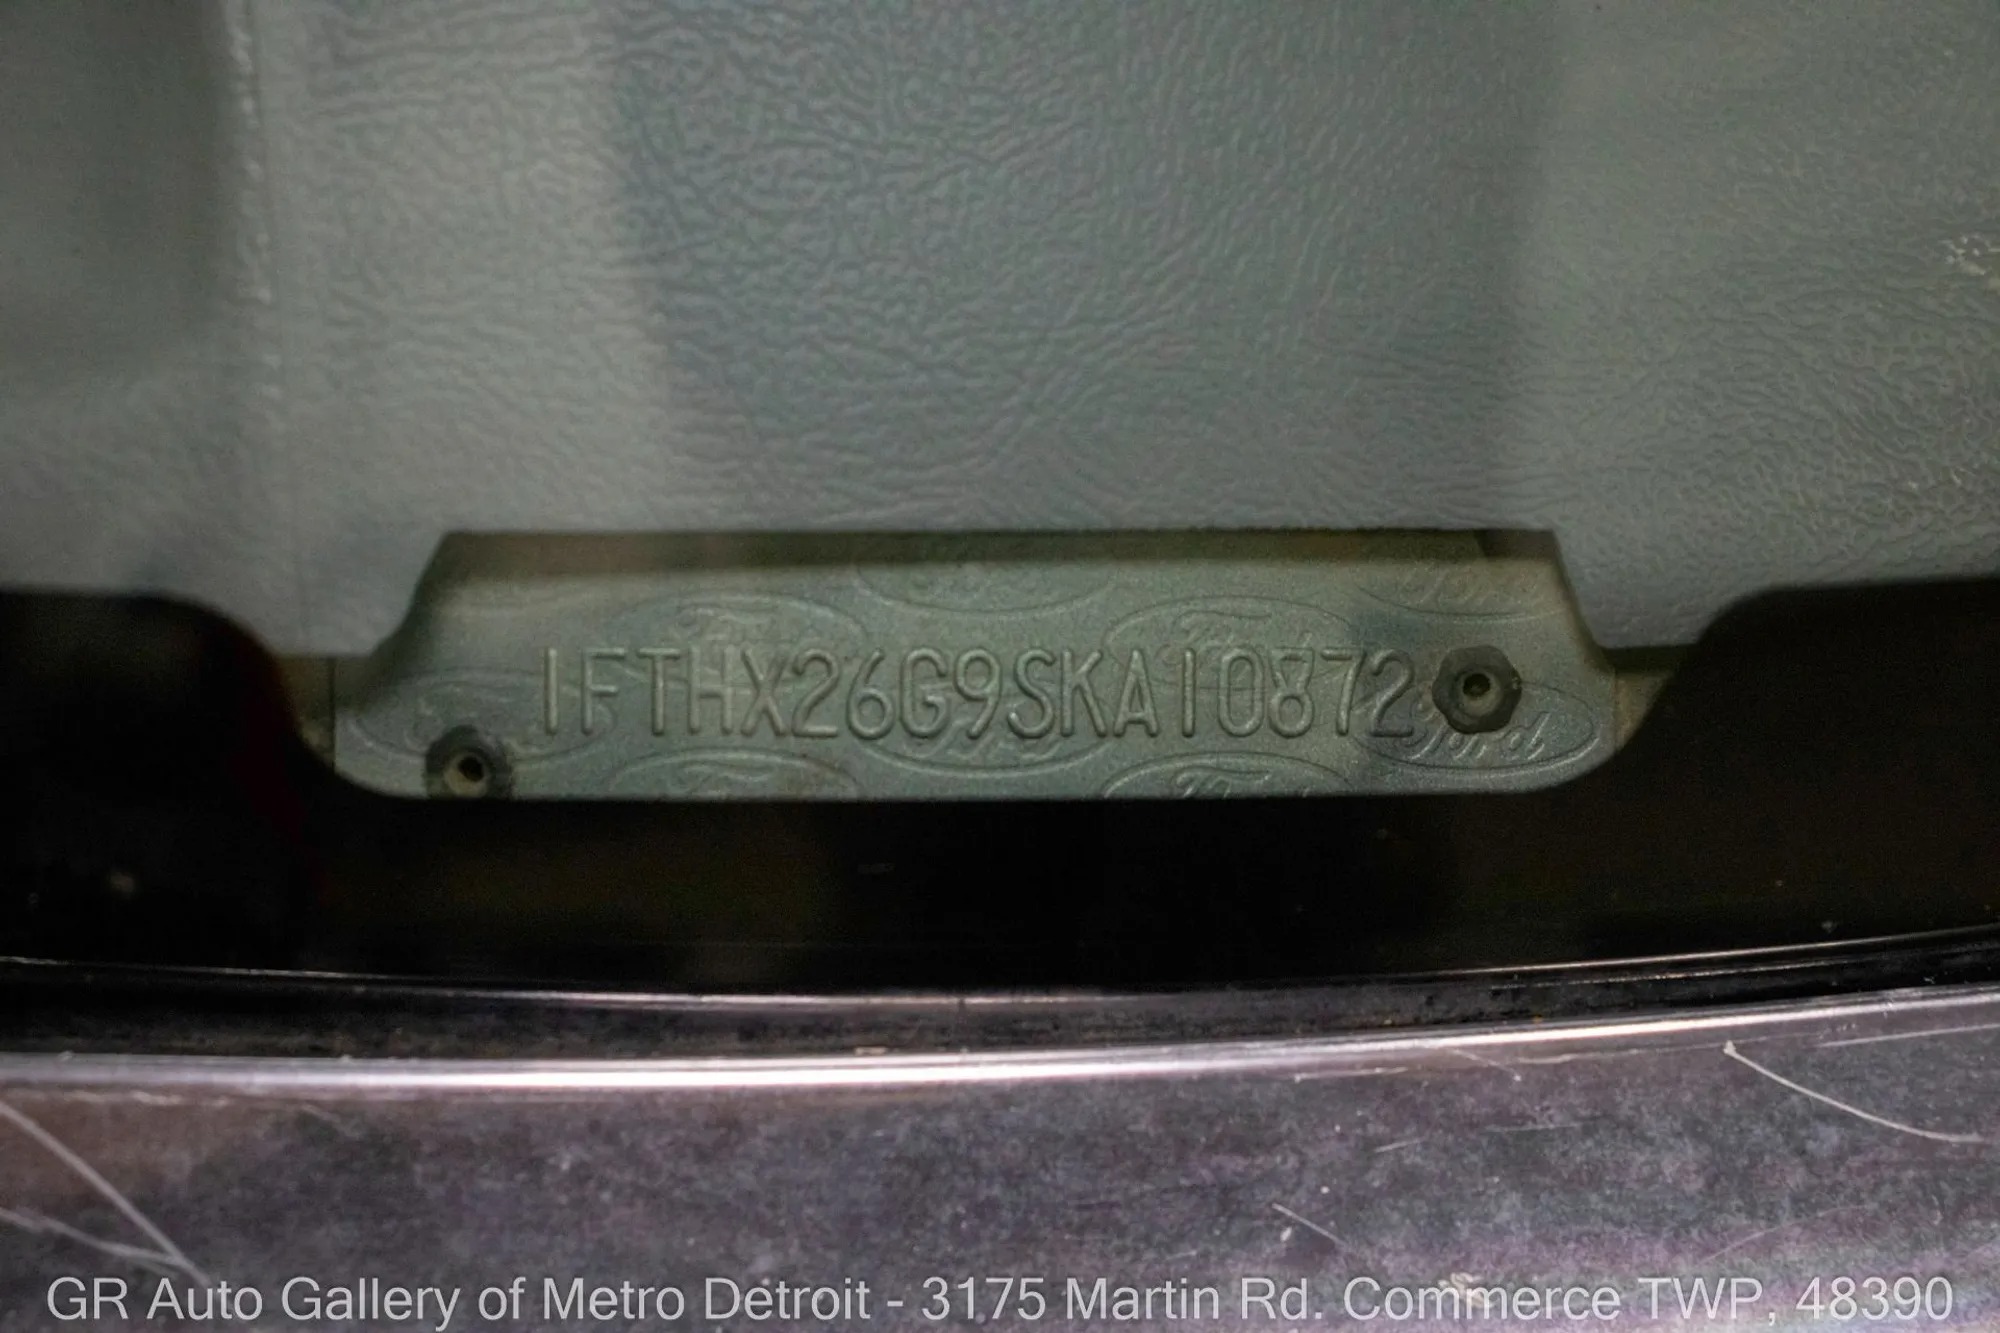 1FTHX26G9SKA10872
GR Auto Gallery of Metro Detroit - 3175 Martin Rd. Commerce TWP, 48390